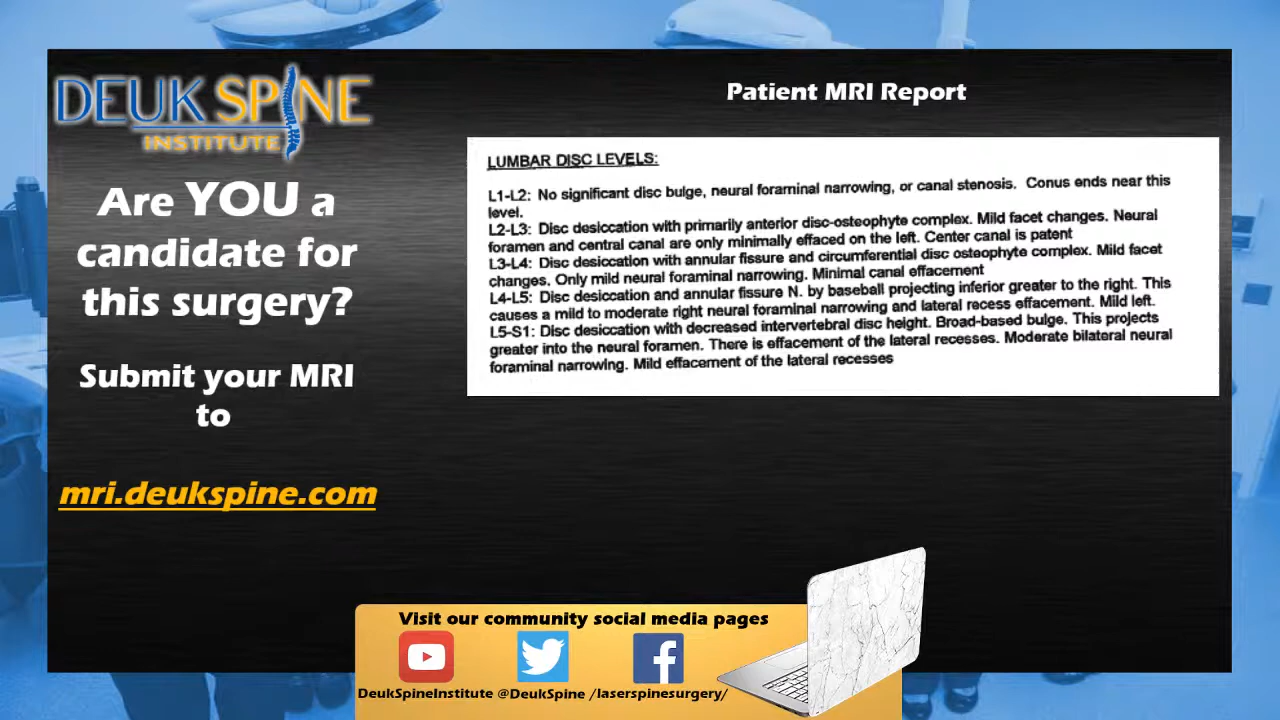 DEUK SPINE
INSTITUTE
Are YOU a
candidate for
this surgery?
Submit your MRI
to
mri.deukspine.com
Patient MRI Report
LUMBAR DISC LEVELS:
L1-L2: No significant disc bulge, neural foraminal narrowing, or canal stenosis. Conus ends near this
level.
L2-L3: Disc desiccation with primarily anterior disc-osteophyte complex. Mild facet changes. Neural
foramen and central canal are only minimally effaced on the left. Center canal is patent
L3-L4: Disc desiccation with annular fissure and circumferential disc osteophyte complex. Mild facet
changes. Only mild neural foraminal narrowing. Minimal canal effacement
L4-L5: Disc desiccation and annular fissure N. by baseball projecting inferior greater to the right. This
causes a mild to moderate right neural foraminal narrowing and lateral recess effacement. Mild left.
L5-S1: Disc desiccation with decreased intervertebral disc height. Broad-based bulge. This projects
greater into the neural foramen. There is effacement of the lateral recesses. Moderate bilateral neural
foraminal narrowing. Mild effacement of the lateral recesses
Visit our community social media pages
DeukSpineInstitute @DeukSpine /laserspinesurgery/